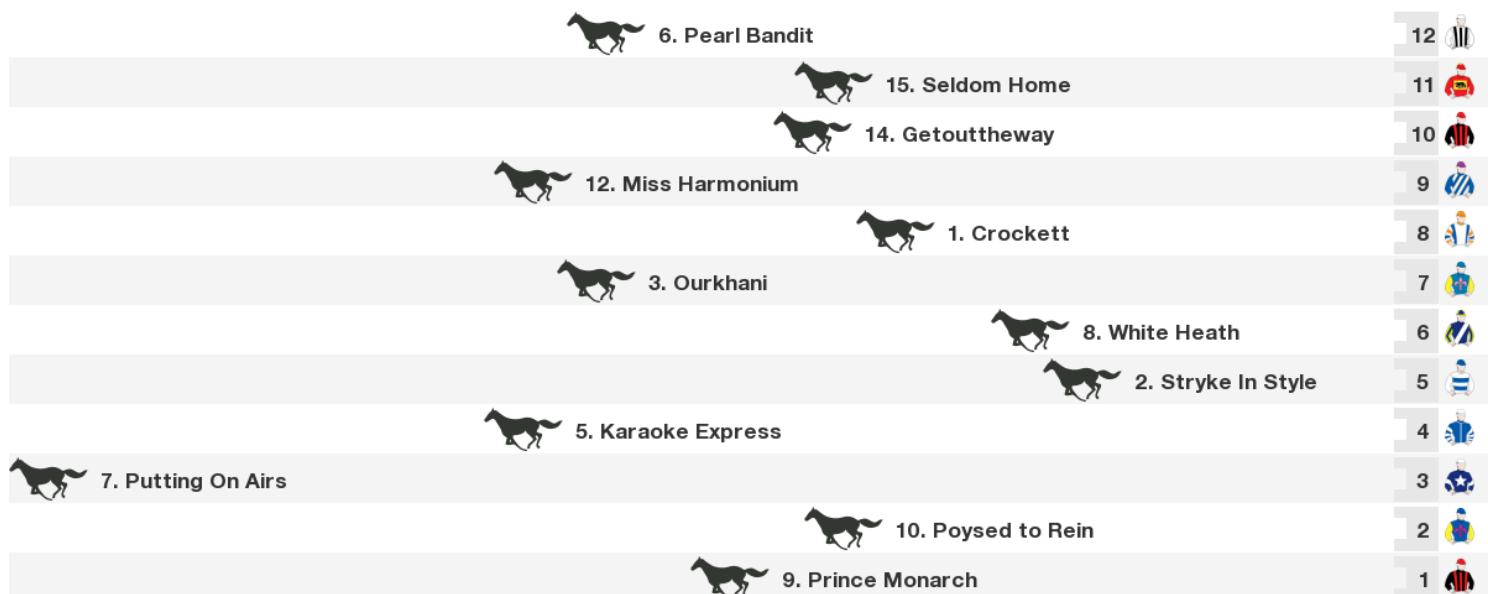 6. Pearl Bandit 12
15. Seldom Home 11
14. Getouttheway 10
12. Miss Harmonium 9
1. Crockett 8
3. Ourkhani 7
8. White Heath 6
2. Stryke In Style 5
5. Karaoke Express 4
7. Putting On Airs 3
10. Poysed to Rein 2
9. Prince Monarch 1